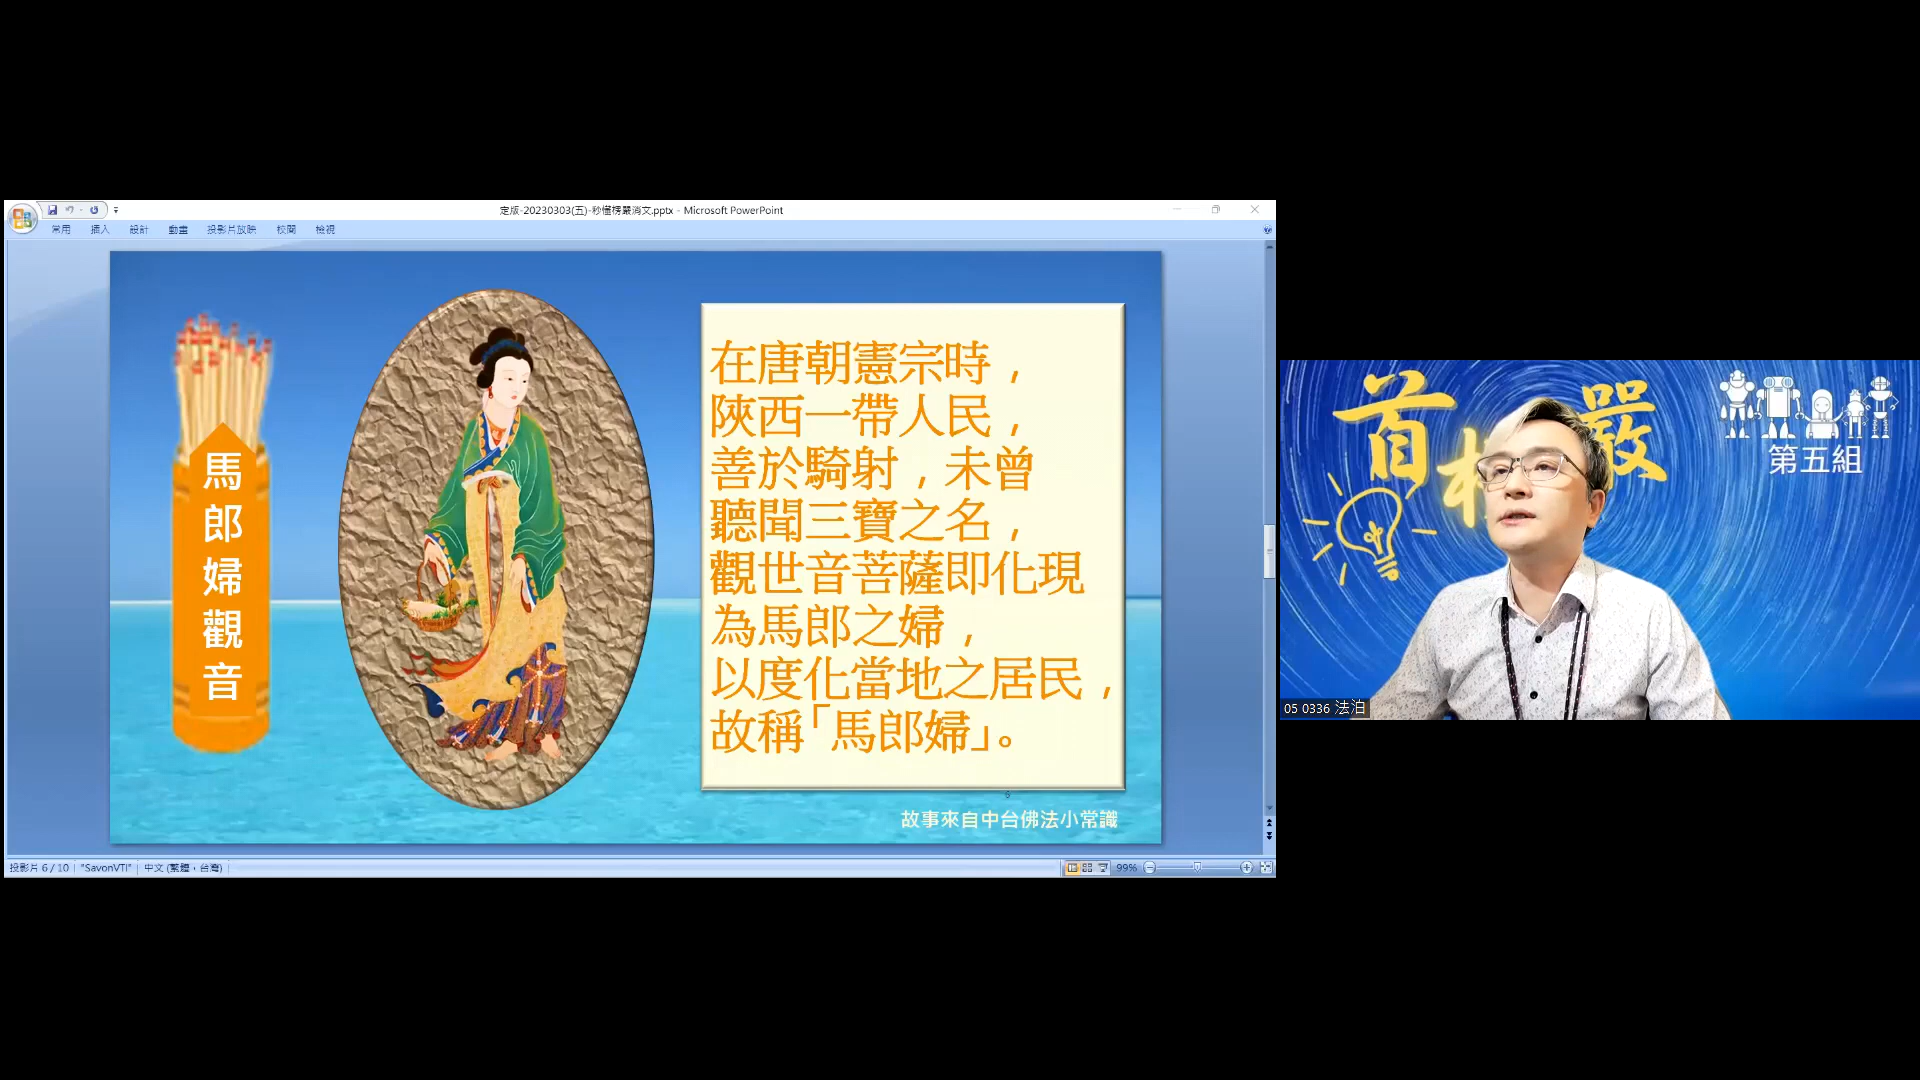 定版-20230303(五)-秒懂楞嚴消文.pptx - Microsoft PowerPoint
常用 插入 設計 動畫 投影片放映 校閱 檢視
馬郎婦觀音
在唐朝憲宗時，
陝西一帶人民，
善於騎射，未曾
聽聞三寶之名，
觀世音菩薩即化現
為馬郎之婦，
以度化當地之居民，
故稱「馬郎婦」。
6
故事來自中台佛法小常識
投影片 6 / 10 "SavonVTI" 中文 (繁體，台灣)
99%
首
嚴
第五組
05 0336 法泊